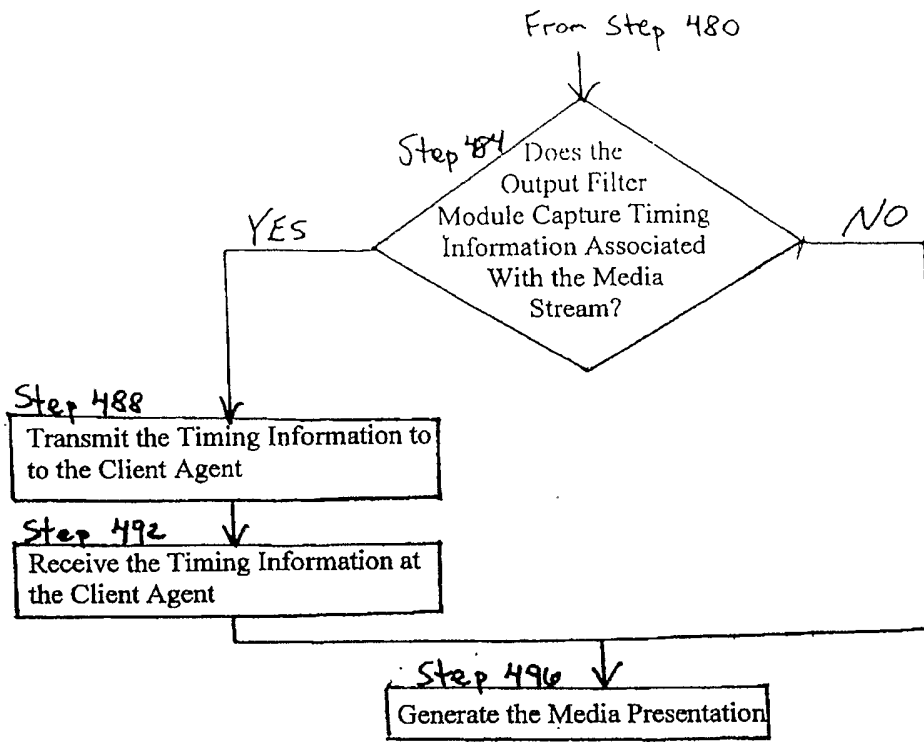 From Step 480
Step 484
Does the
Output Filter
Module Capture Timing
Information Associated
With the Media
Stream?
YES
NO
Step 488
Transmit the Timing Information to
to the Client Agent
Step 492
Receive the Timing Information at
the Client Agent
Step 496
Generate the Media Presentation